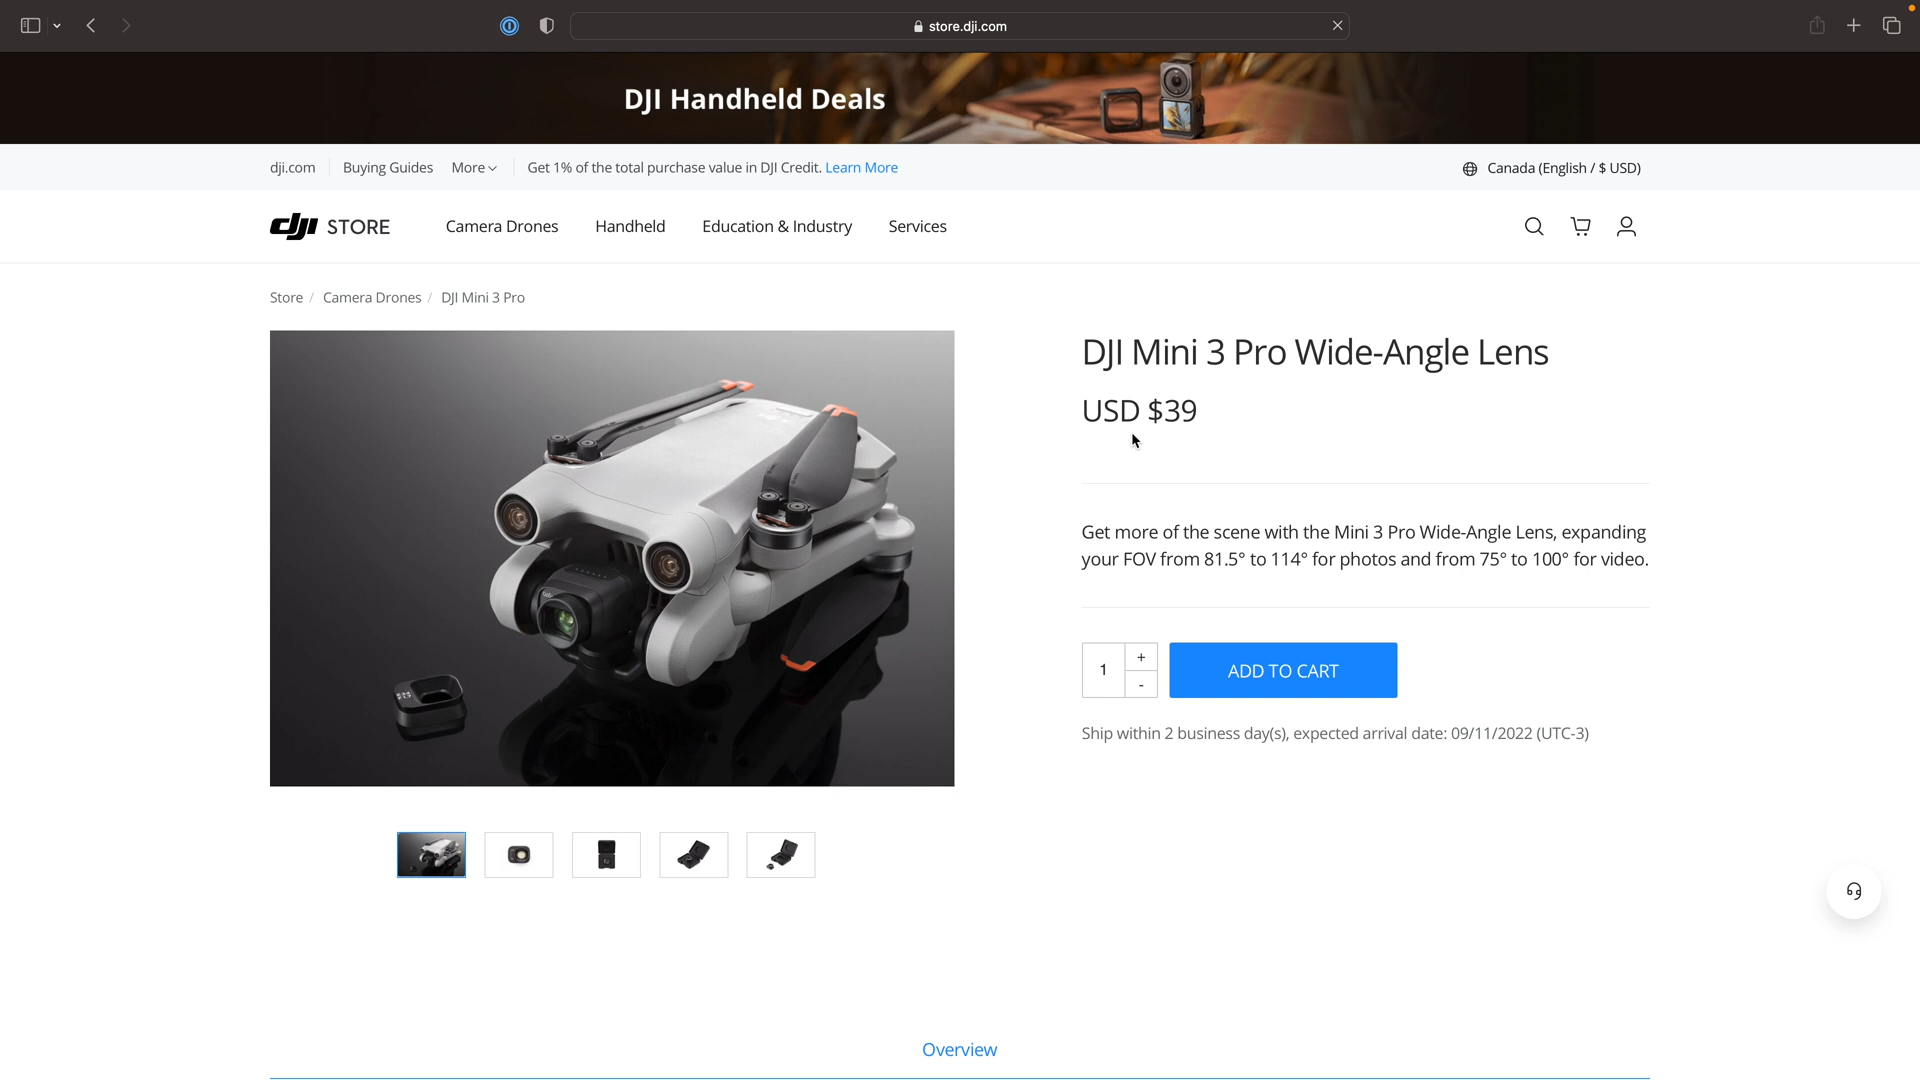 store.dji.com
DJI Handheld Deals
dji.com Buying Guides More Get 1% of the total purchase value in DJI Credit. Learn More Canada (English / $ USD)
dji STORE Camera Drones Handheld Education & Industry Services
Store / Camera Drones / DJI Mini 3 Pro
DJI Mini 3 Pro Wide-Angle Lens
USD $39
Get more of the scene with the Mini 3 Pro Wide-Angle Lens, expanding
your FOV from 81.5° to 114° for photos and from 75° to 100° for video.
1 + -
ADD TO CART
Ship within 2 business day(s), expected arrival date: 09/11/2022 (UTC-3)
Overview